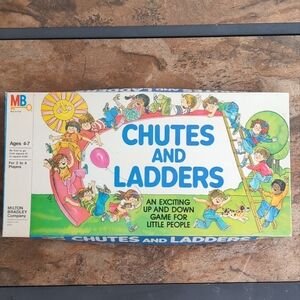 MB
Ages 4-7
For 2 to 4
Players
MILTON
BRADLEY
Company
CHUTES
AND
LADDERS
AN EXCITING
UP AND DOWN
GAME FOR
LITTLE PEOPLE
CHUTES AND LADDERS